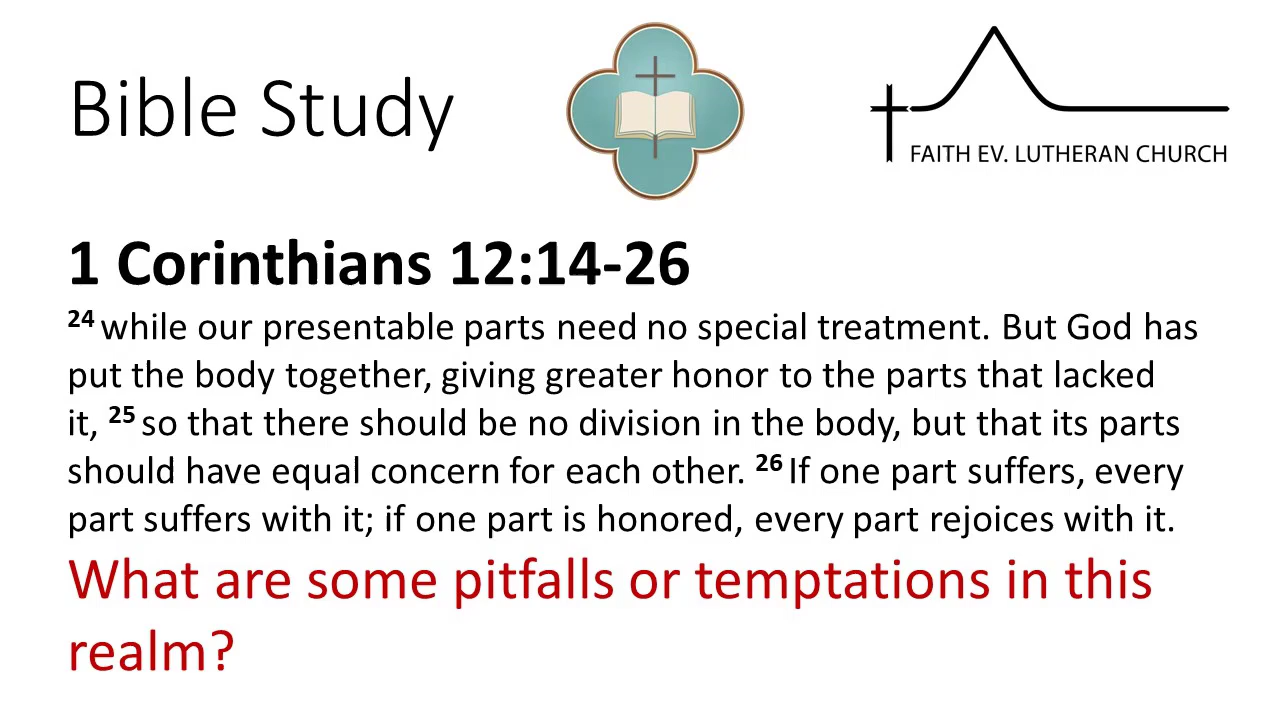 Bible Study
FAITH EV. LUTHERAN CHURCH
1 Corinthians 12:14-26
24 while our presentable parts need no special treatment. But God has
put the body together, giving greater honor to the parts that lacked
it, 25 so that there should be no division in the body, but that its parts
should have equal concern for each other. 26 If one part suffers, every
part suffers with it; if one part is honored, every part rejoices with it.
What are some pitfalls or temptations in this
realm?